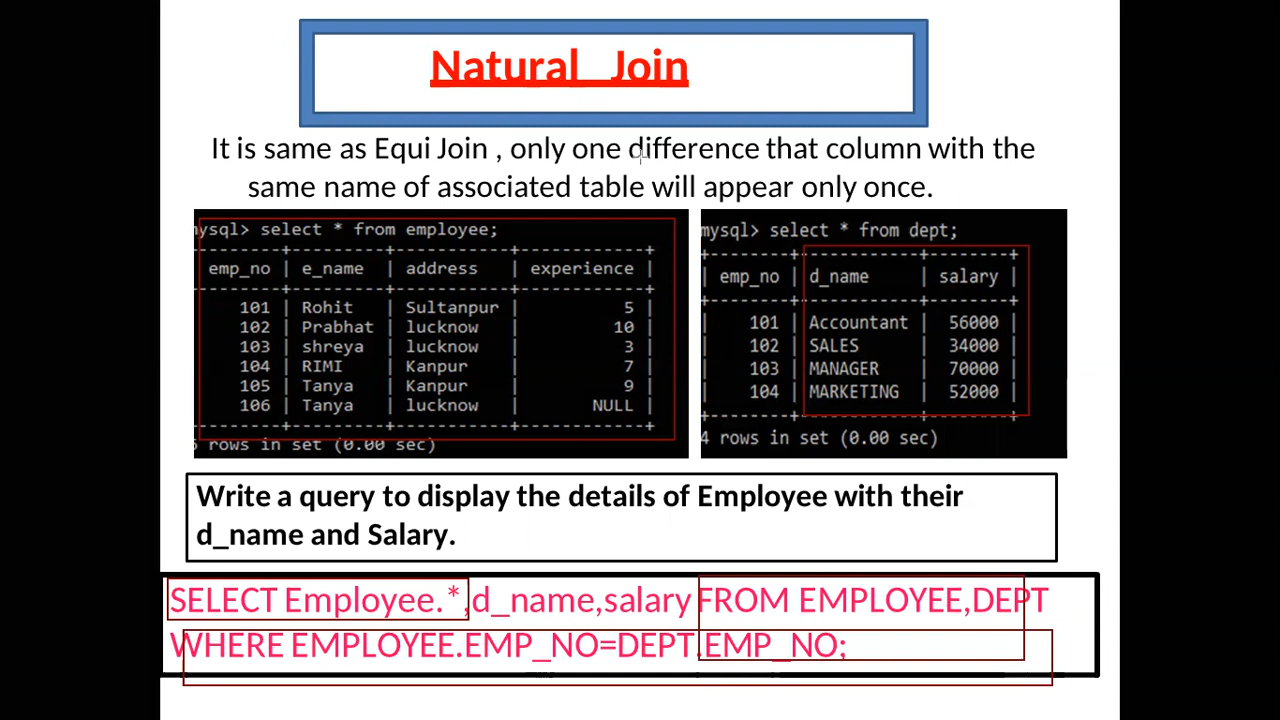 Natural Join
It is same as Equi Join , only one difference that column with the
same name of associated table will appear only once.
mysql> select * from employee;
emp_no | e_name | address | experience |
101 | Rohit | Sultanpur | 5 |
102 | Prabhat | lucknow | 10 |
103 | shreya | lucknow | 3 |
104 | RIMI | Kanpur | 7 |
105 | Tanya | Kanpur | 9 |
106 | Tanya | lucknow | NULL |
rows in set (0.00 sec)
mysql> select * from dept;
| emp_no | d_name | salary |
| 101 | Accountant | 56000 |
| 102 | SALES | 34000 |
| 103 | MANAGER | 70000 |
| 104 | MARKETING | 52000 |
4 rows in set (0.00 sec)
Write a query to display the details of Employee with their
d_name and Salary.
SELECT Employee.*,d_name,salary FROM EMPLOYEE,DEPT
WHERE EMPLOYEE.EMP_NO=DEPT.EMP_NO;